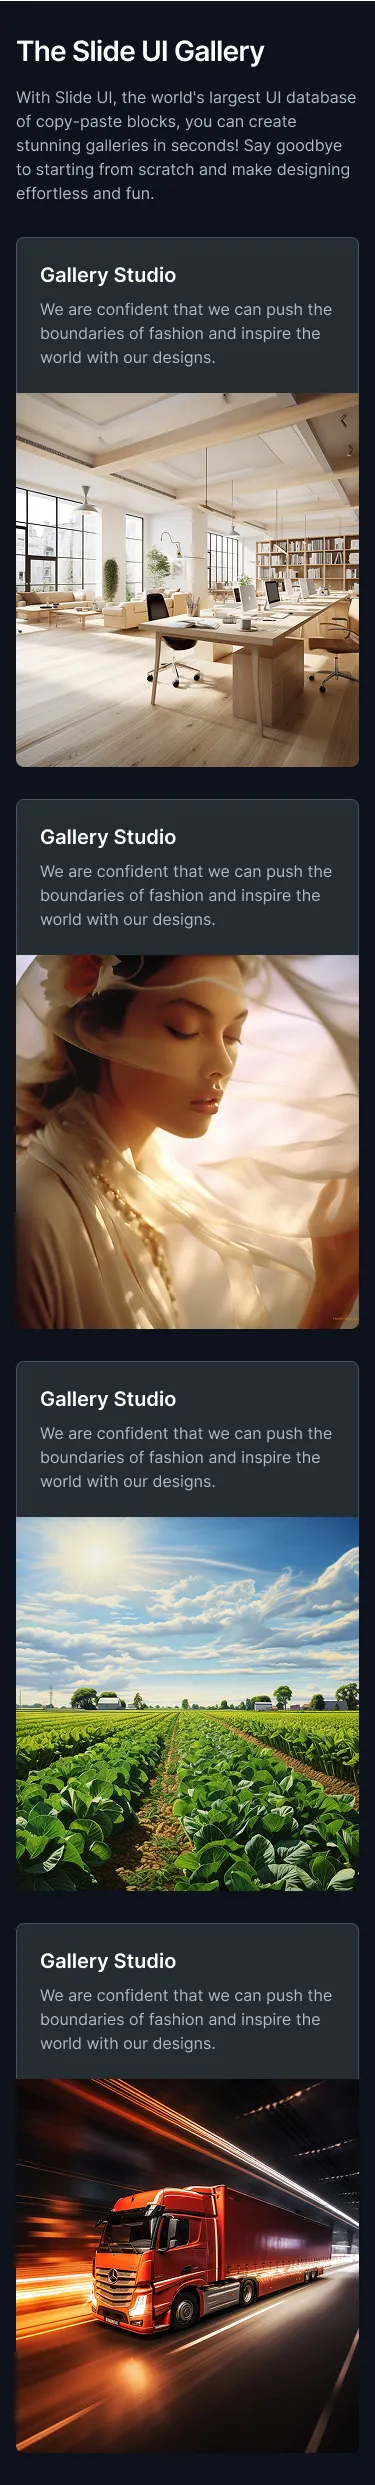 The Slide UI Gallery
With Slide UI, the world's largest UI database
of copy-paste blocks, you can create
stunning galleries in seconds! Say goodbye
to starting from scratch and make designing
effortless and fun.
Gallery Studio
We are confident that we can push the
boundaries of fashion and inspire the
world with our designs.
Gallery Studio
We are confident that we can push the
boundaries of fashion and inspire the
world with our designs.
Gallery Studio
We are confident that we can push the
boundaries of fashion and inspire the
world with our designs.
Gallery Studio
We are confident that we can push the
boundaries of fashion and inspire the
world with our designs.